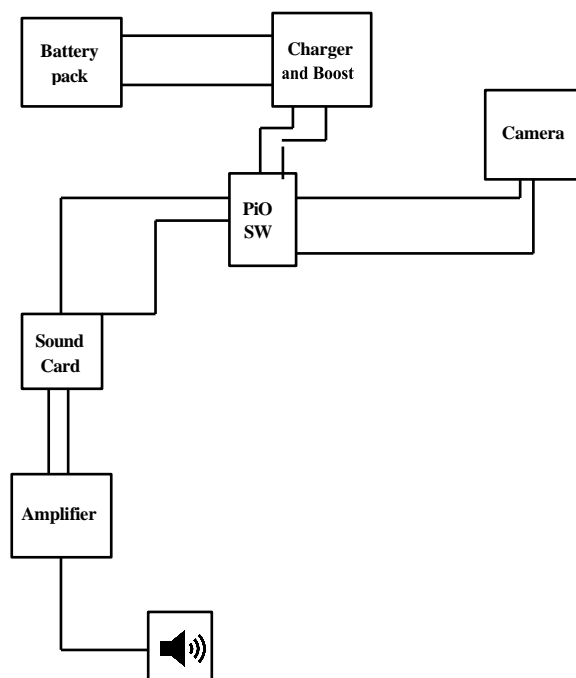 Battery
pack
Charger
and Boost
Camera
PiO
SW
Sound
Card
Amplifier